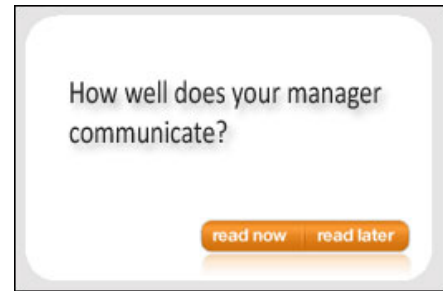 How well does your manager
communicate?
read now read later